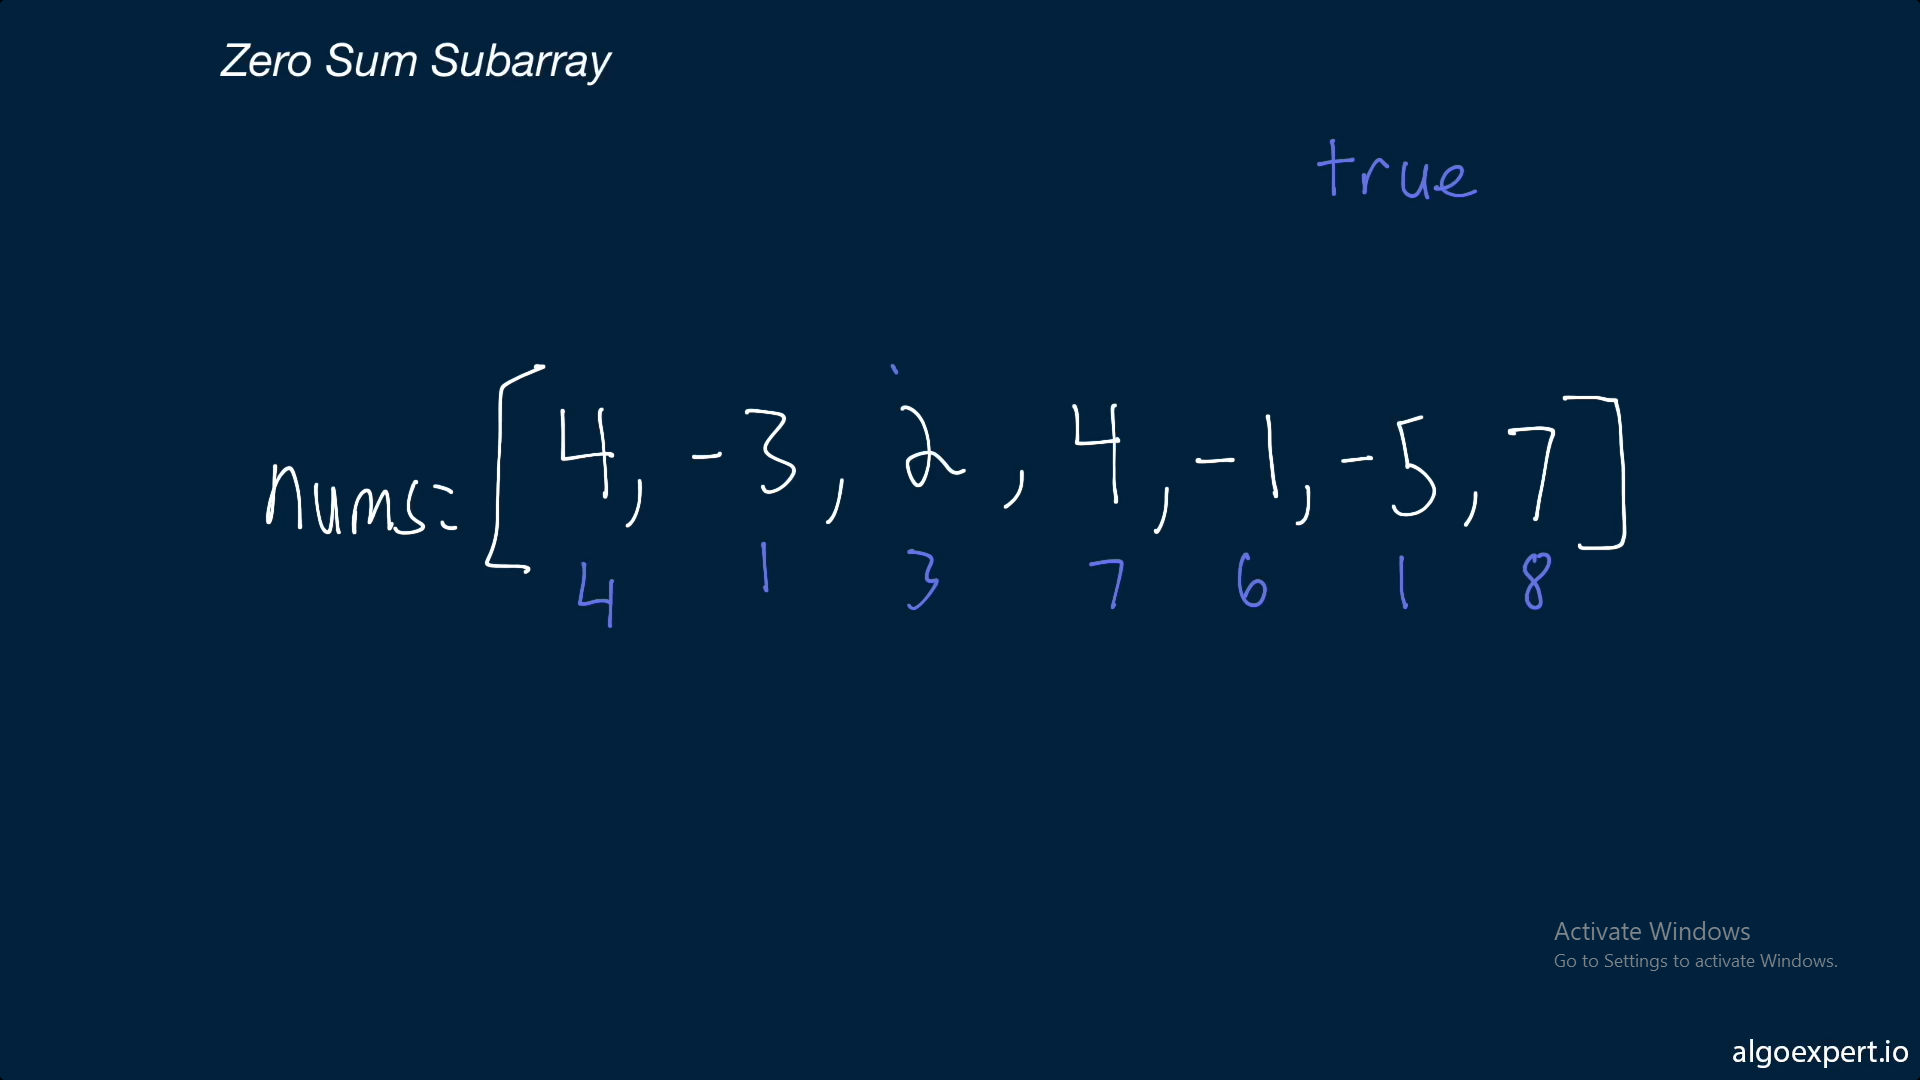 Zero Sum Subarray
true
nums= [4, -3, 2, 4, -1, -5, 7]
4 1 3 7 6 1 8
Activate Windows
Go to Settings to activate Windows.
algoexpert.io